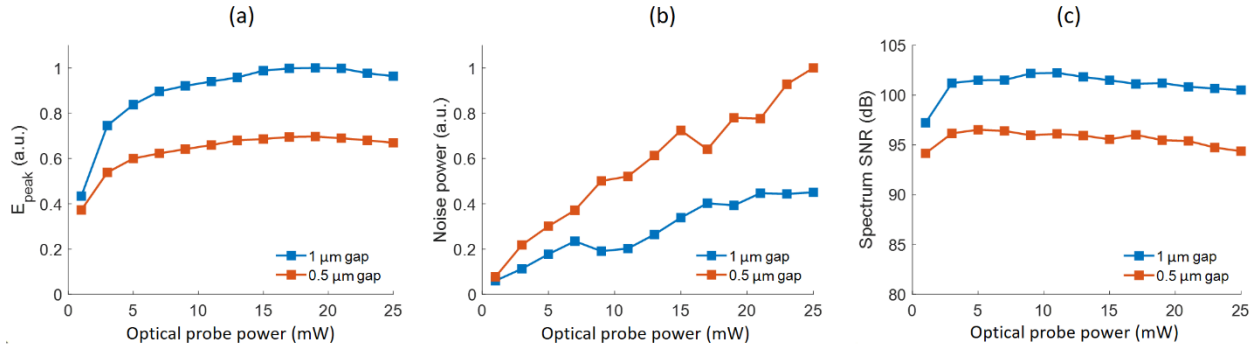 (a)
1
0.8
0.6
0.4
0.2
0
E_peak (a.u.)
1 μm gap
0.5 μm gap
0 5 10 15 20 25
Optical probe power (mW)
(b)
1
0.8
0.6
0.4
0.2
0
Noise power (a.u.)
1 μm gap
0.5 μm gap
0 5 10 15 20 25
Optical probe power (mW)
(c)
105
100
95
90
85
80
Spectrum SNR (dB)
1 μm gap
0.5 μm gap
0 5 10 15 20 25
Optical probe power (mW)